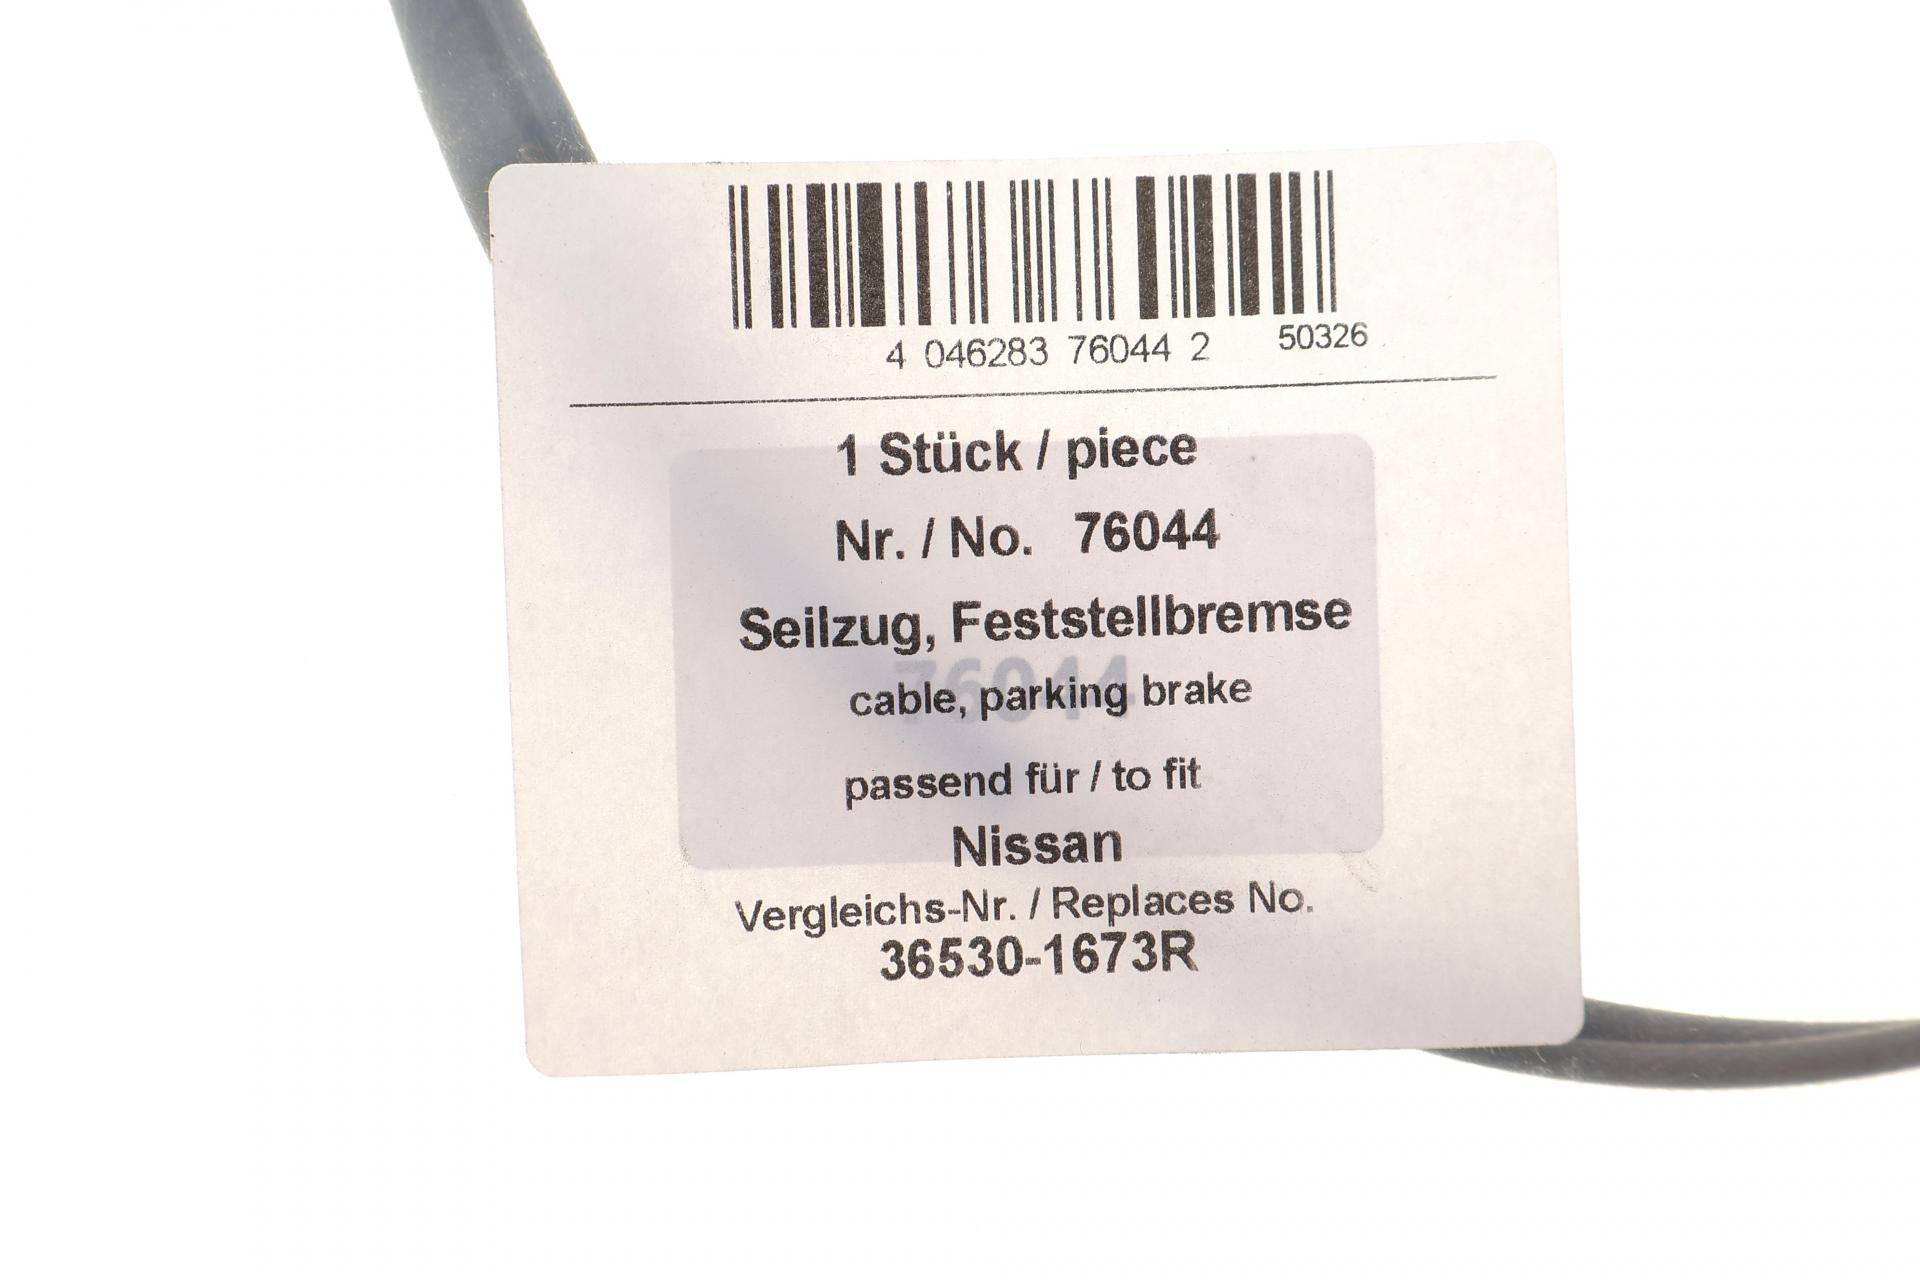 4 046283 76044 2 50326
1 Stück / piece
Nr. / No. 76044
Seilzug, Feststellbremse
76044
cable, parking brake
passend für / to fit
Nissan
Vergleichs-Nr. / Replaces No.
36530-1673R